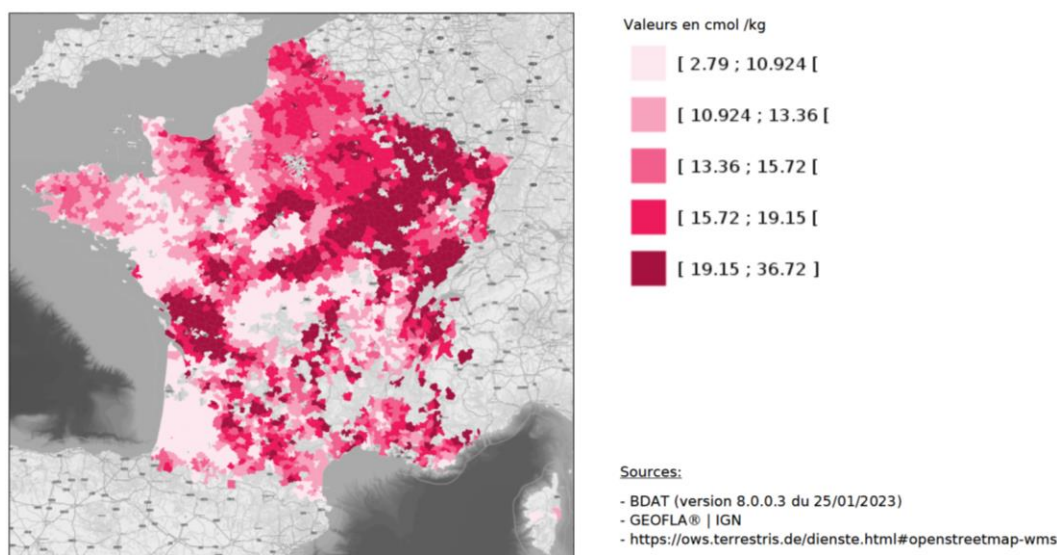 Valeurs en cmol /kg
[ 2.79 ; 10.924 [
[ 10.924 ; 13.36 [
[ 13.36 ; 15.72 [
[ 15.72 ; 19.15 [
[ 19.15 ; 36.72 ]
Sources:
- BDAT (version 8.0.0.3 du 25/01/2023)
- GEOFLA® | IGN
- https://ows.terrestris.de/dienste.html#openstreetmap-wms